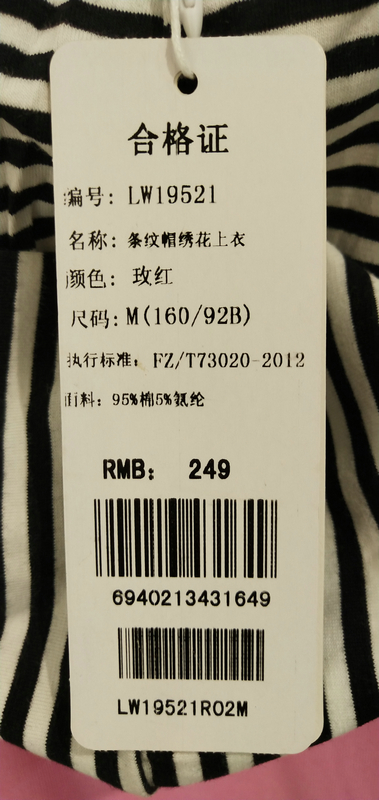 合格证
编号: LW19521
名称: 条纹帽绣花上衣
颜色: 玫红
尺码: M(160/92B)
执行标准: FZ/T73020-2012
面料: 95%棉5%氨纶
RMB: 249
6940213431649
LW19521R02M